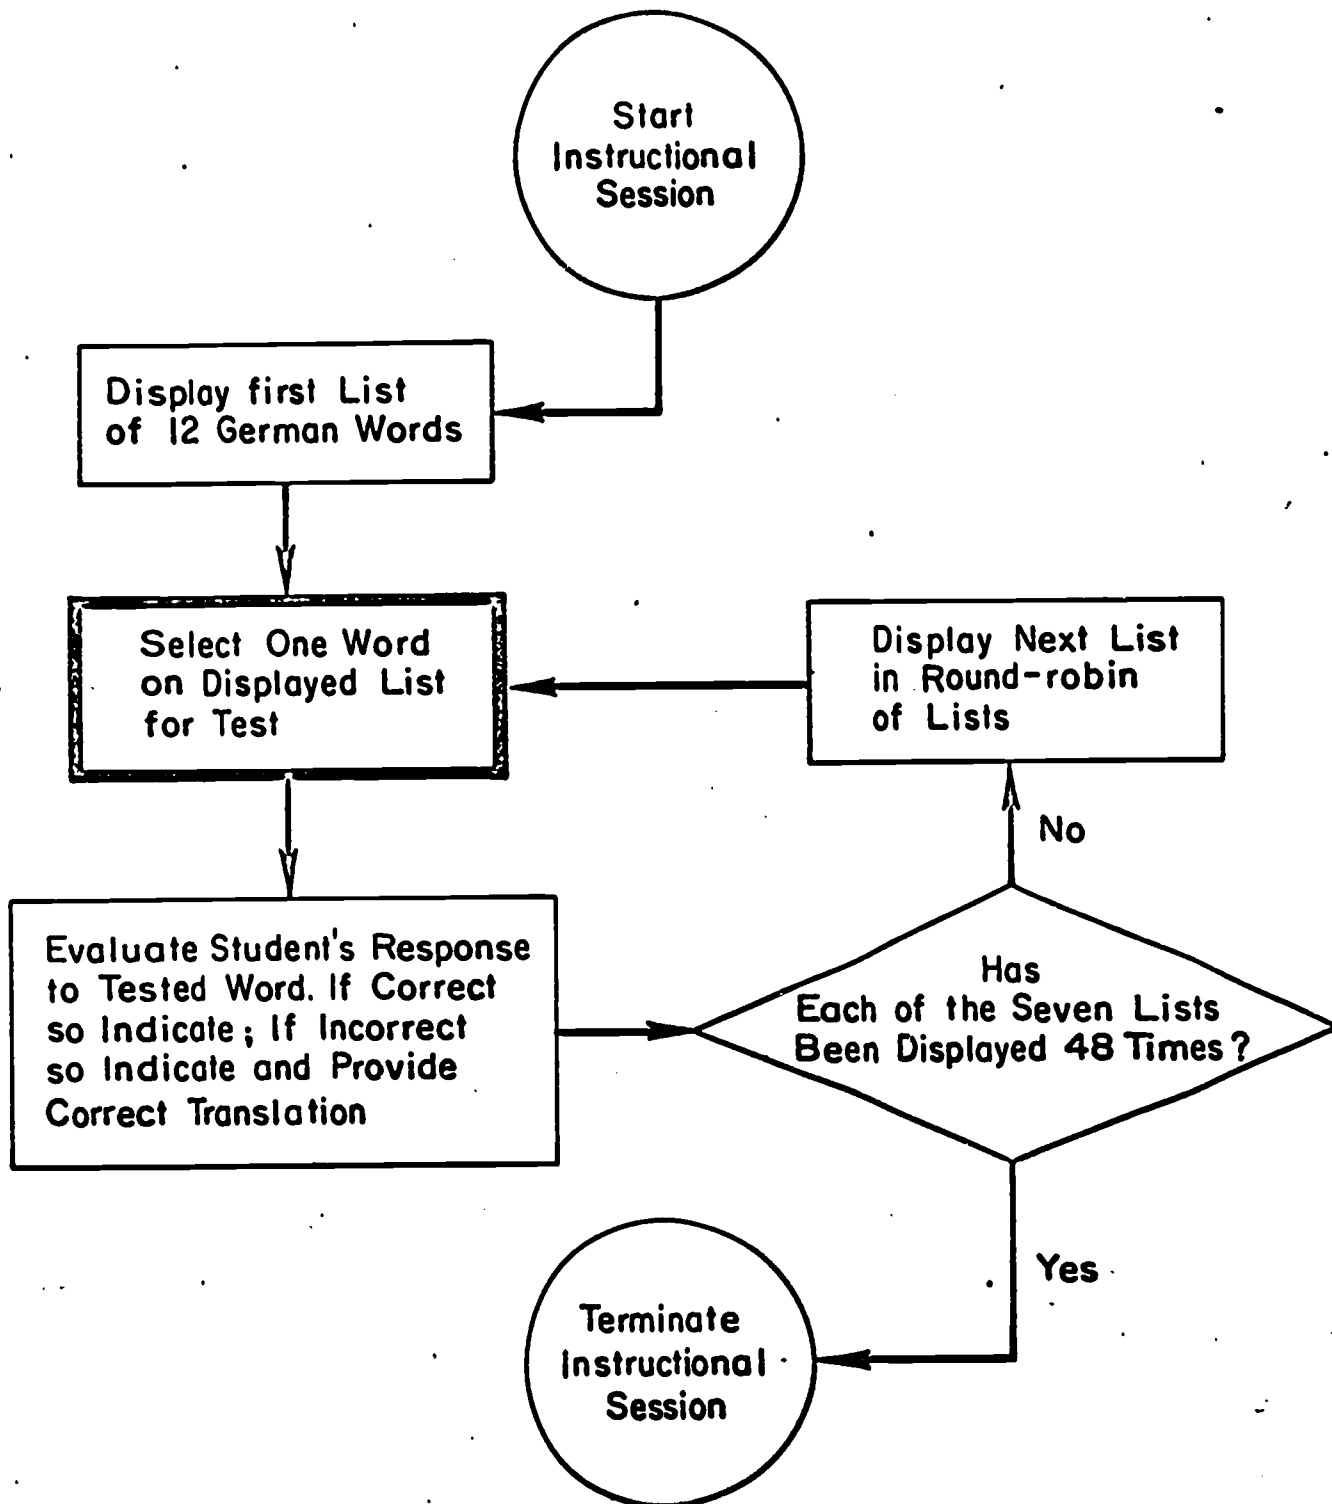 Start
Instructional
Session
Display first List
of 12 German Words
Select One Word
on Displayed List
for Test
Display Next List
in Round-robin
of Lists
No
Evaluate Student's Response
to Tested Word. If Correct
so Indicate; If Incorrect
so Indicate and Provide
Correct Translation
Has
Each of the Seven Lists
Been Displayed 48 Times?
Yes
Terminate
Instructional
Session